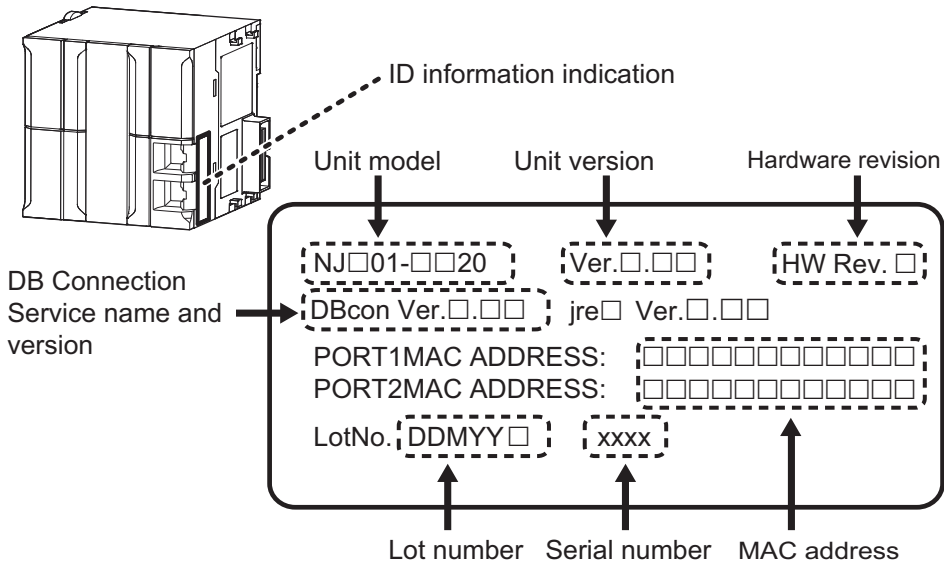 ID information indication
Unit model
Unit version
Hardware revision
NJ□01-□□20
Ver.□.□□
HW Rev. □
DB Connection
Service name and
version
DBcon Ver.□.□□
jre□ Ver.□.□□
PORT1MAC ADDRESS: □□□□□□□□□□□□
PORT2MAC ADDRESS: □□□□□□□□□□□□
LotNo. DDMYY□ xxxx
Lot number
Serial number
MAC address